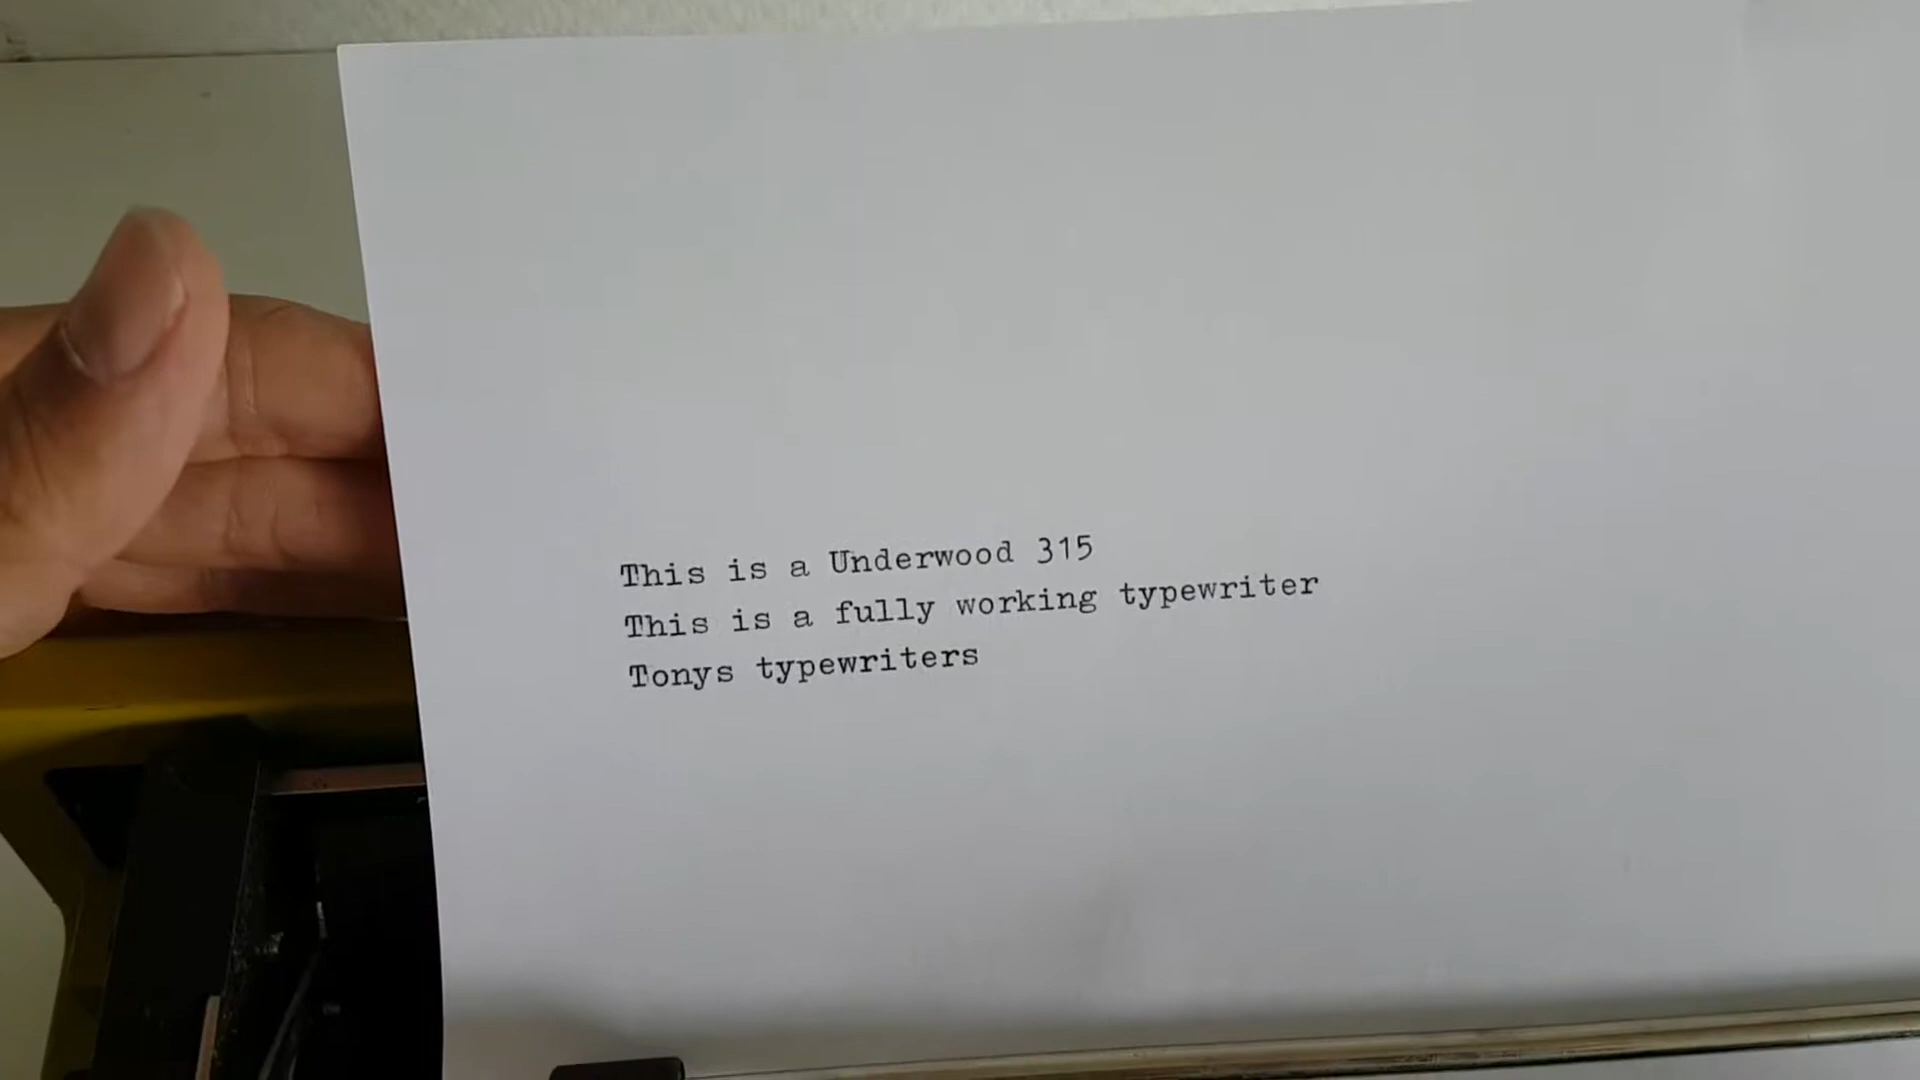 This is a Underwood 315
This is a fully working typewriter
Tonys typewriters